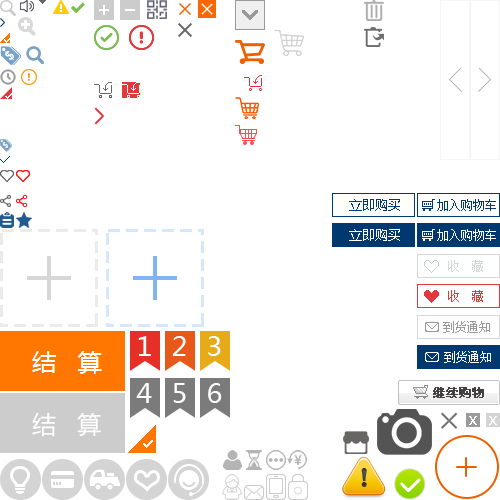 立即购买 加入购物车
立即购买 加入购物车
收 藏
收 藏
到货通知
到货通知
结 算
1 2 3
4 5 6
继续购物
结 算